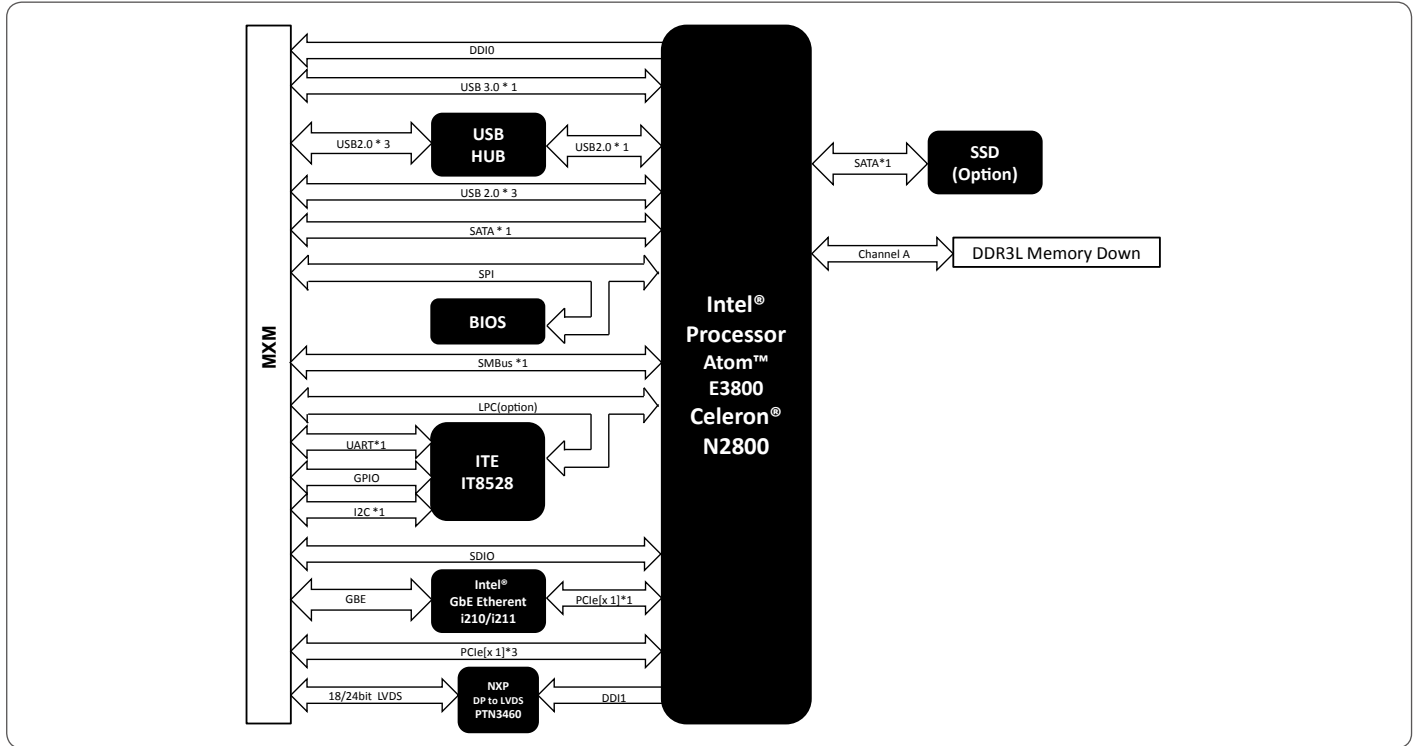 DDI0
USB 3.0 * 1
USB2.0 * 3
USB
HUB
USB2.0 * 1
USB 2.0 * 3
SATA * 1
SPI
BIOS
SMBus *1
LPC(option)
UART*1
GPIO
I2C *1
ITE
IT8528
SDIO
GBE
Intel®
GbE Etherent
i210/i211
PCIe[x 1]*1
PCIe[x 1]*3
18/24bit LVDS
NXP
DP to LVDS
PTN3460
DDI1
MXM
Intel®
Processor
Atom™
E3800
Celeron®
N2800
SATA*1
SSD
(Option)
Channel A
DDR3L Memory Down